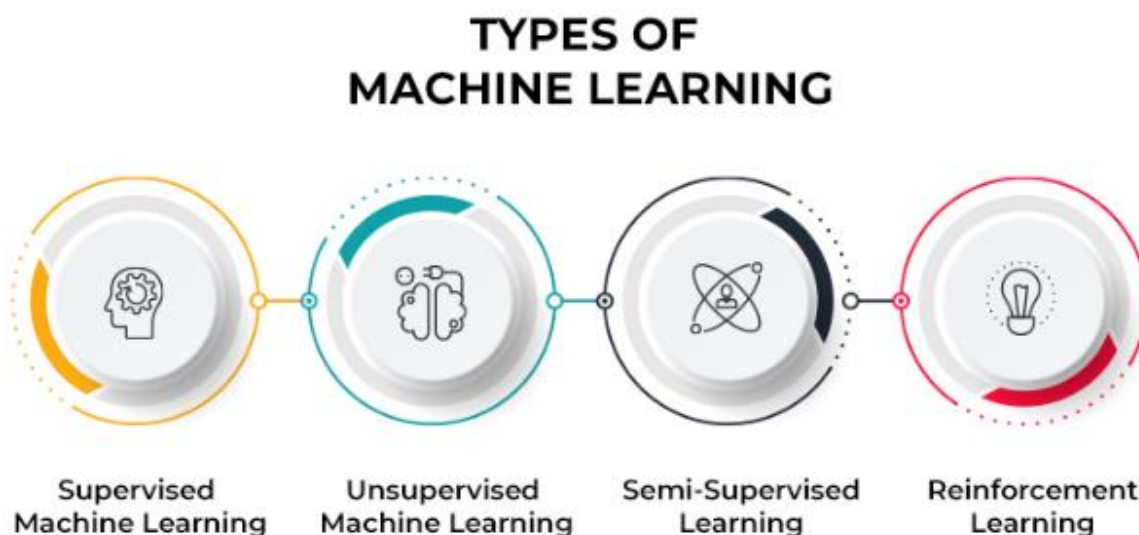 TYPES OF
MACHINE LEARNING
Supervised
Machine Learning
Unsupervised
Machine Learning
Semi-Supervised
Learning
Reinforcement
Learning